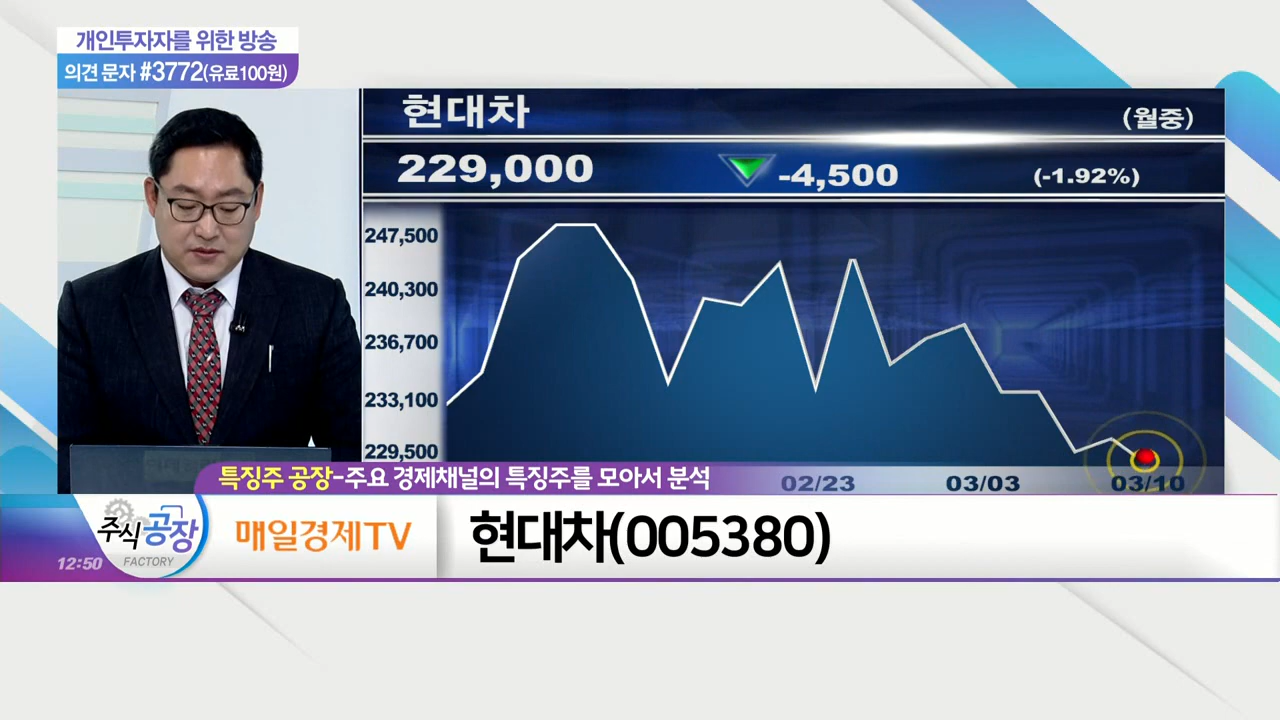 개인투자자를 위한 방송
의견 문자 #3772(유료100원)
현대차
(월중)
229,000
-4,500
(-1.92%)
247,500
240,300
236,700
233,100
229,500
02/23
03/03
03/10
특징주 공장-주요 경제채널의 특징주를 모아서 분석
주식공장
FACTORY
12:50
매일경제TV
현대차(005380)